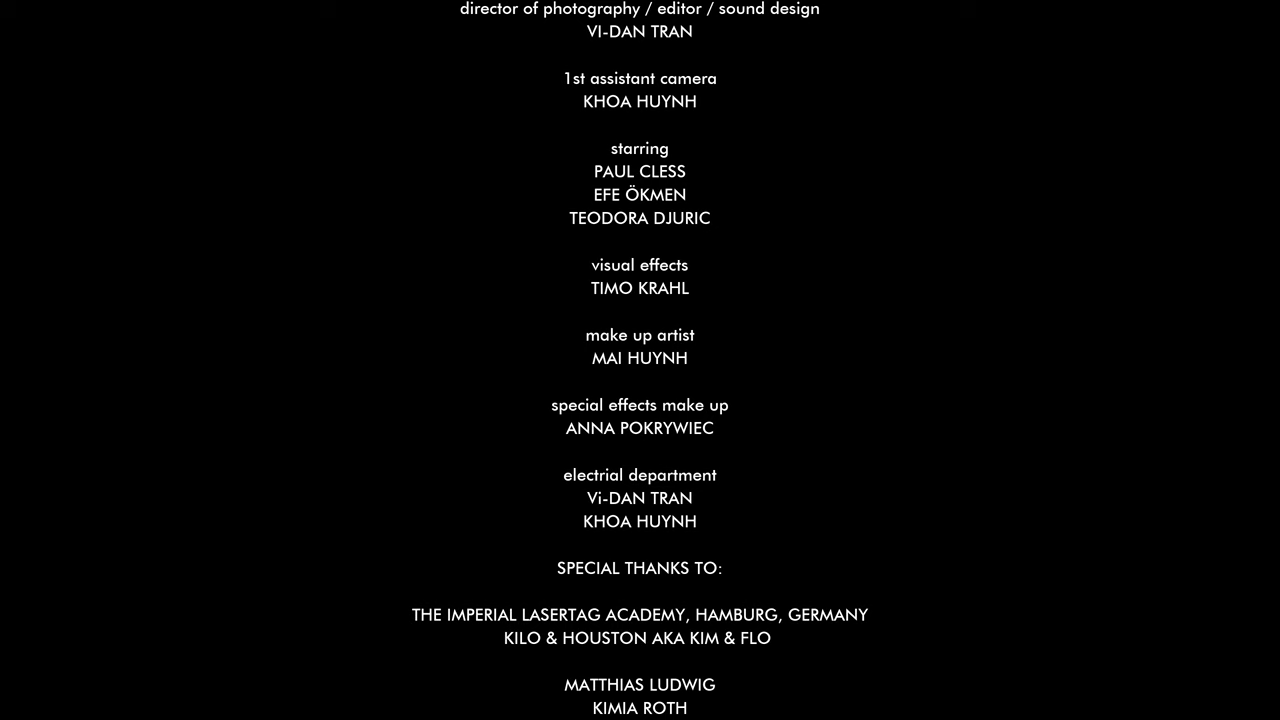 director of photography / editor / sound design
VI-DAN TRAN
1st assistant camera
KHOA HUYNH
starring
PAUL CLESS
EFE ÖKMEN
TEODORA DJURIC
visual effects
TIMO KRAHL
make up artist
MAI HUYNH
special effects make up
ANNA POKRYWIEC
electrial department
Vi-DAN TRAN
KHOA HUYNH
SPECIAL THANKS TO:
THE IMPERIAL LASERTAG ACADEMY, HAMBURG, GERMANY
KILO & HOUSTON AKA KIM & FLO
MATTHIAS LUDWIG
KIMIA ROTH